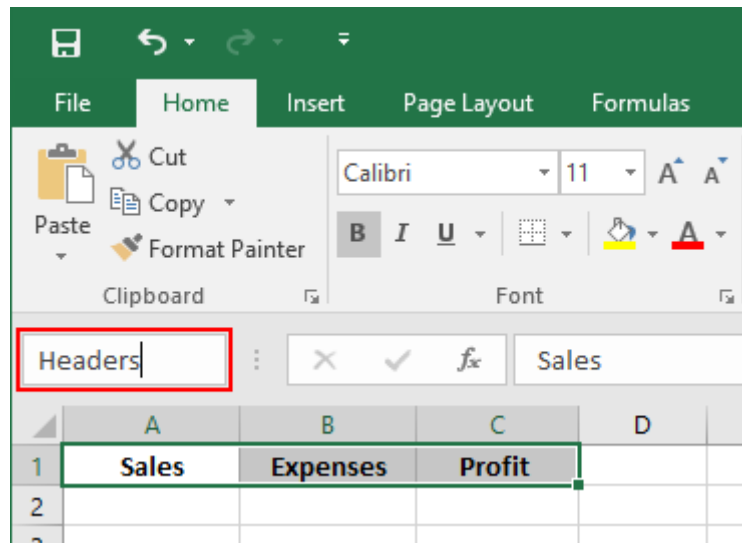 File Home Insert Page Layout Formulas
Cut
Copy
Paste
Format Painter
Clipboard
Calibri 11 A A
B I U A
Font
Headers fx Sales
A B C D
1 Sales Expenses Profit
2